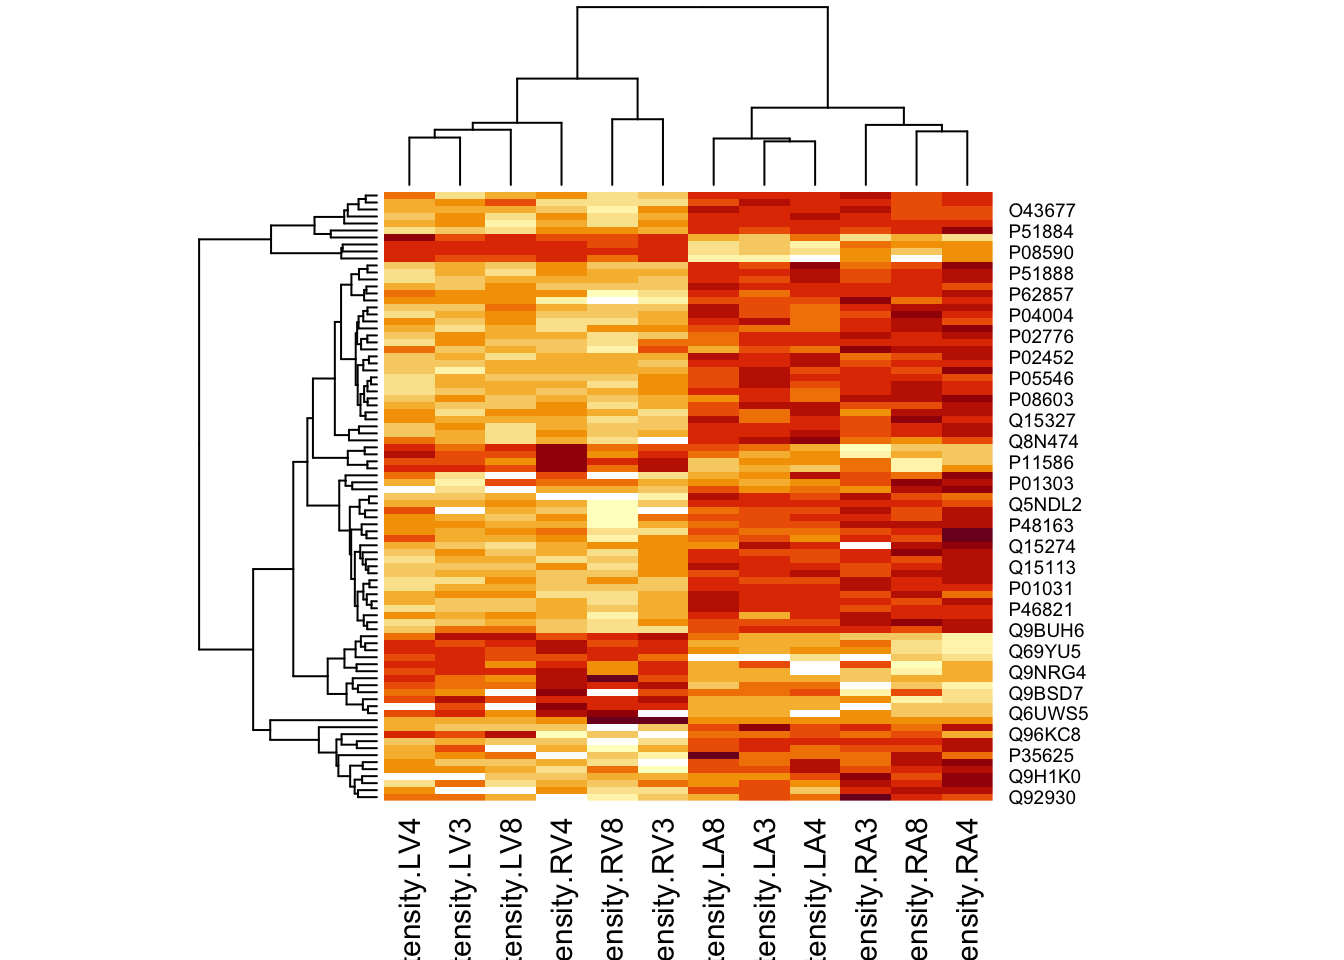 O43677
P51884
P08590
P51888
P62857
P04004
P02776
P02452
P05546
P08603
Q15327
Q8N474
P11586
P01303
Q5NDL2
P48163
Q15274
Q15113
P01031
P46821
Q9BUH6
Q69YU5
Q9NRG4
Q9BSD7
Q6UWS5
Q96KC8
P35625
Q9H1K0
Q92930
tensity.LV4
tensity.LV3
tensity.LV8
ensity.RV4
ensity.RV8
ensity.RV3
tensity.LA8
tensity.LA3
tensity.LA4
ensity.RA3
ensity.RA8
ensity.RA4